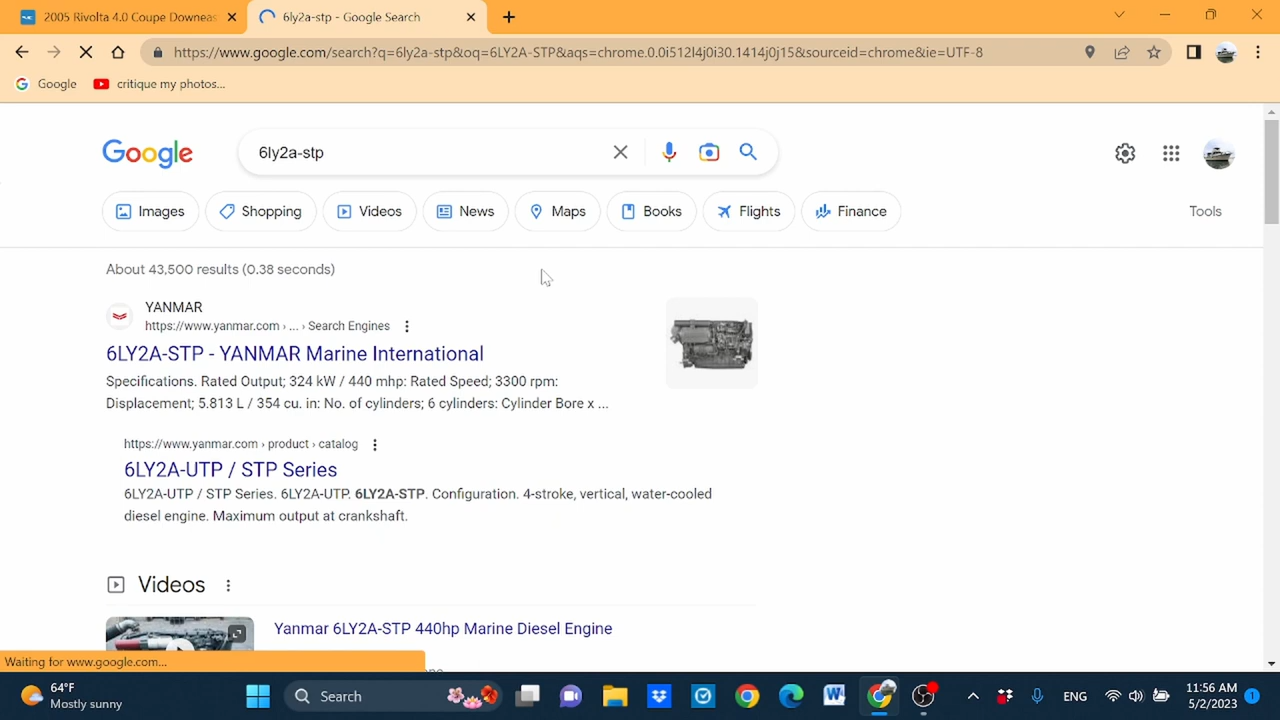 2005 Rivolta 4.0 Coupe Downeas
6ly2a-stp - Google Search
https://www.google.com/search?q=6ly2a-stp&oq=6LY2A-STP&aqs=chrome.0.0i512l4j0i30.1414j0j15&sourceid=chrome&ie=UTF-8
Google critique my photos...
Google
6ly2a-stp
Images Shopping Videos News Maps Books Flights Finance Tools
About 43,500 results (0.38 seconds)
YANMAR
https://www.yanmar.com › ... › Search Engines
6LY2A-STP - YANMAR Marine International
Specifications. Rated Output; 324 kW / 440 mhp: Rated Speed; 3300 rpm:
Displacement; 5.813 L / 354 cu. in: No. of cylinders; 6 cylinders: Cylinder Bore x ...
https://www.yanmar.com › product › catalog
6LY2A-UTP / STP Series
6LY2A-UTP / STP Series. 6LY2A-UTP. 6LY2A-STP. Configuration. 4-stroke, vertical, water-cooled
diesel engine. Maximum output at crankshaft.
Videos
Yanmar 6LY2A-STP 440hp Marine Diesel Engine
Waiting for www.google.com...
64°F
Mostly sunny
Search
ENG
11:56 AM
5/2/2023
1